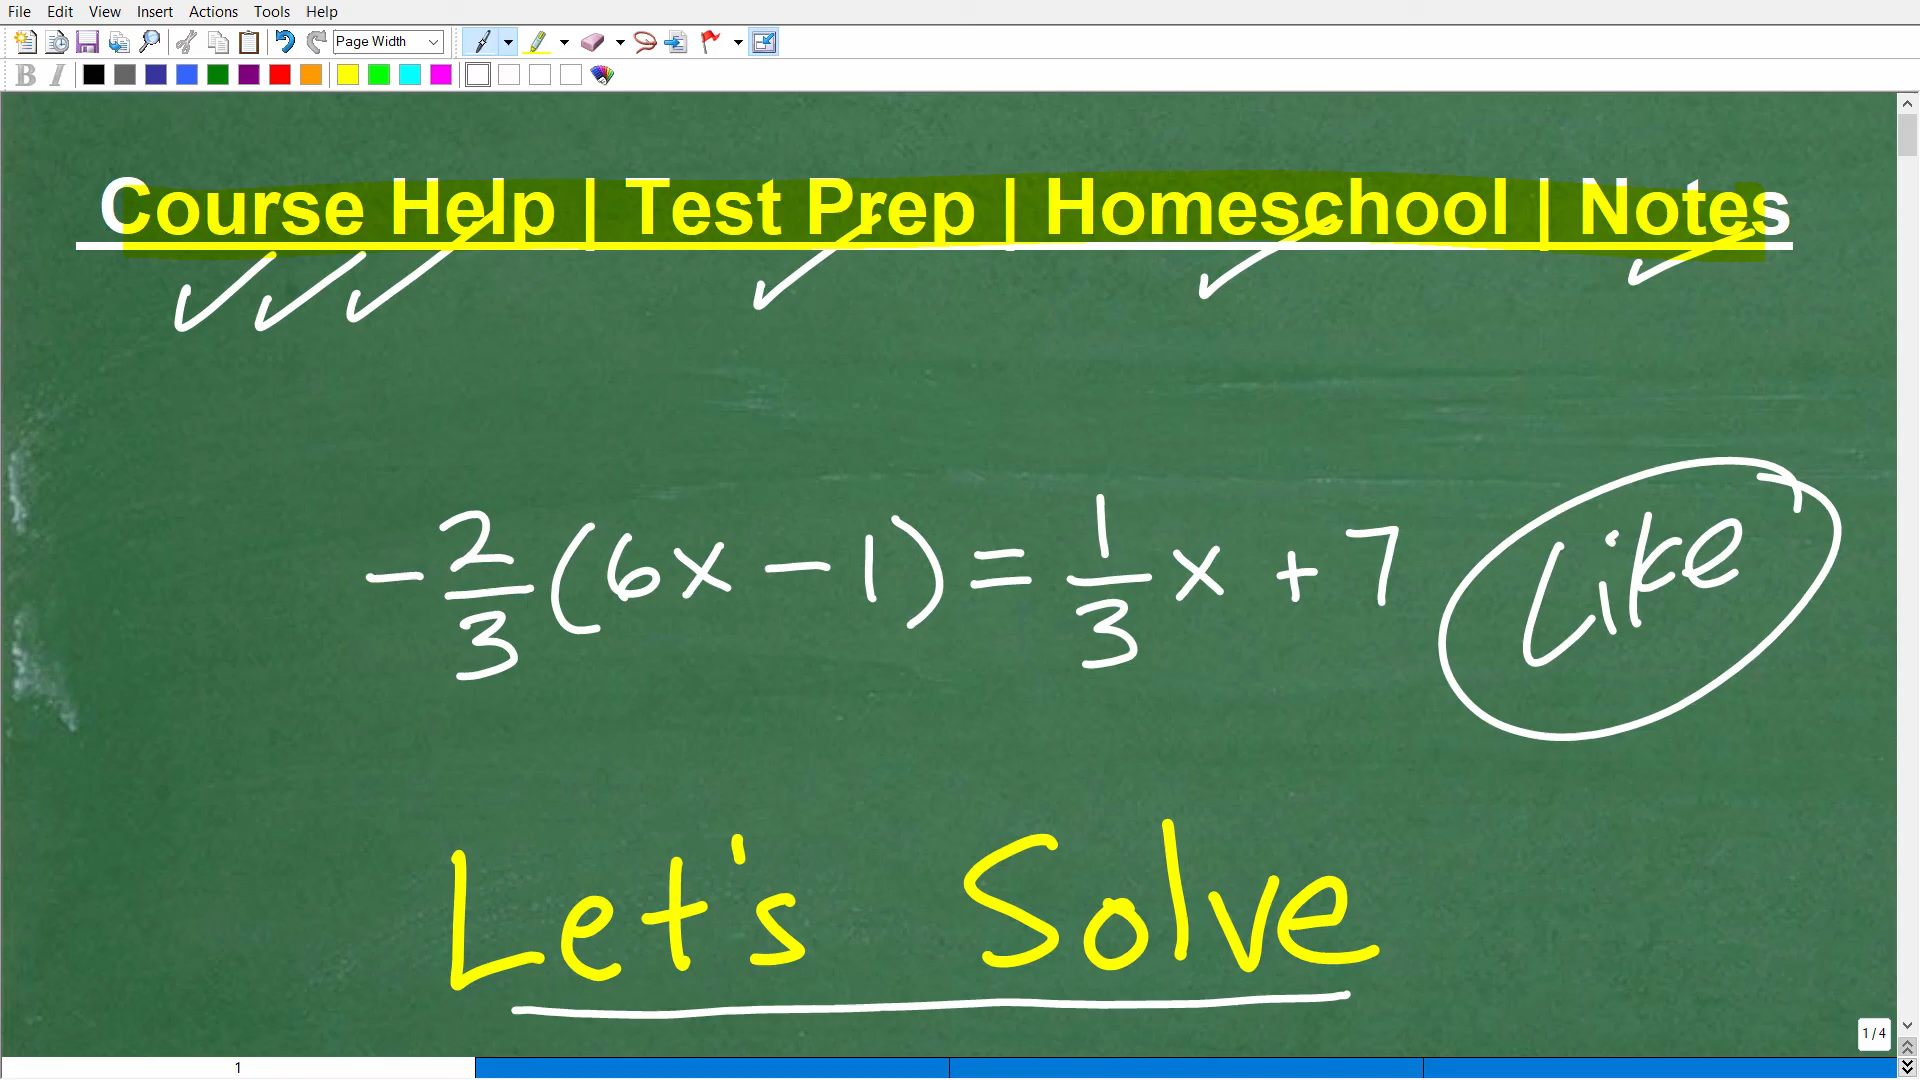 File Edit View Insert Actions Tools Help
Page Width
B I
Course Help | Test Prep | Homeschool | Notes
-2/3(6x - 1) = 1/3x + 7 Like
Let's Solve
1 / 4
1